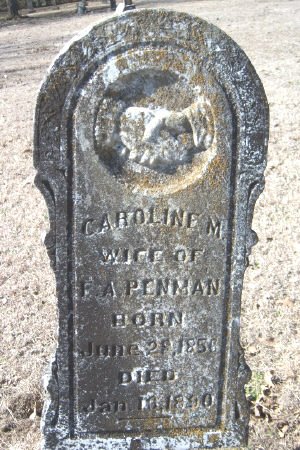 CAROLINE M.
WIFE OF
F. A. PENMAN
BORN
June
DIED
Jan.